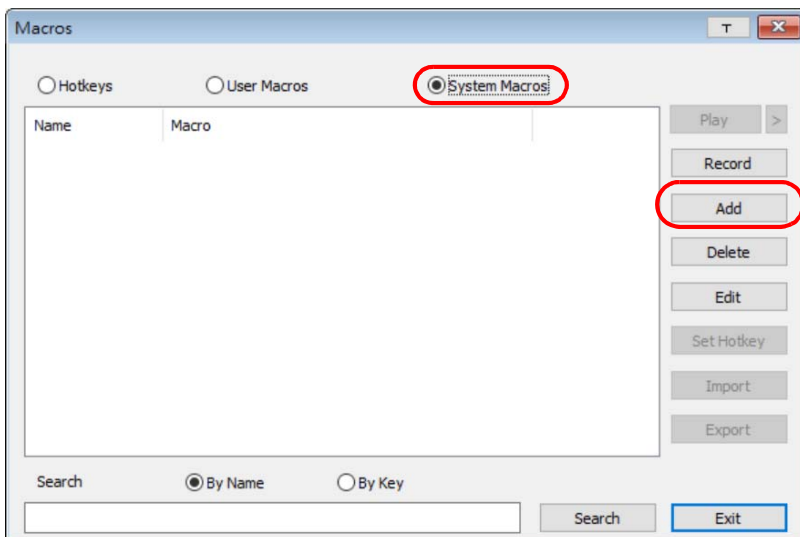 Macros T
Hotkeys User Macros System Macros
Name Macro
Play >
Record
Add
Delete
Edit
Set Hotkey
Import
Export
Search By Name By Key
Search Exit